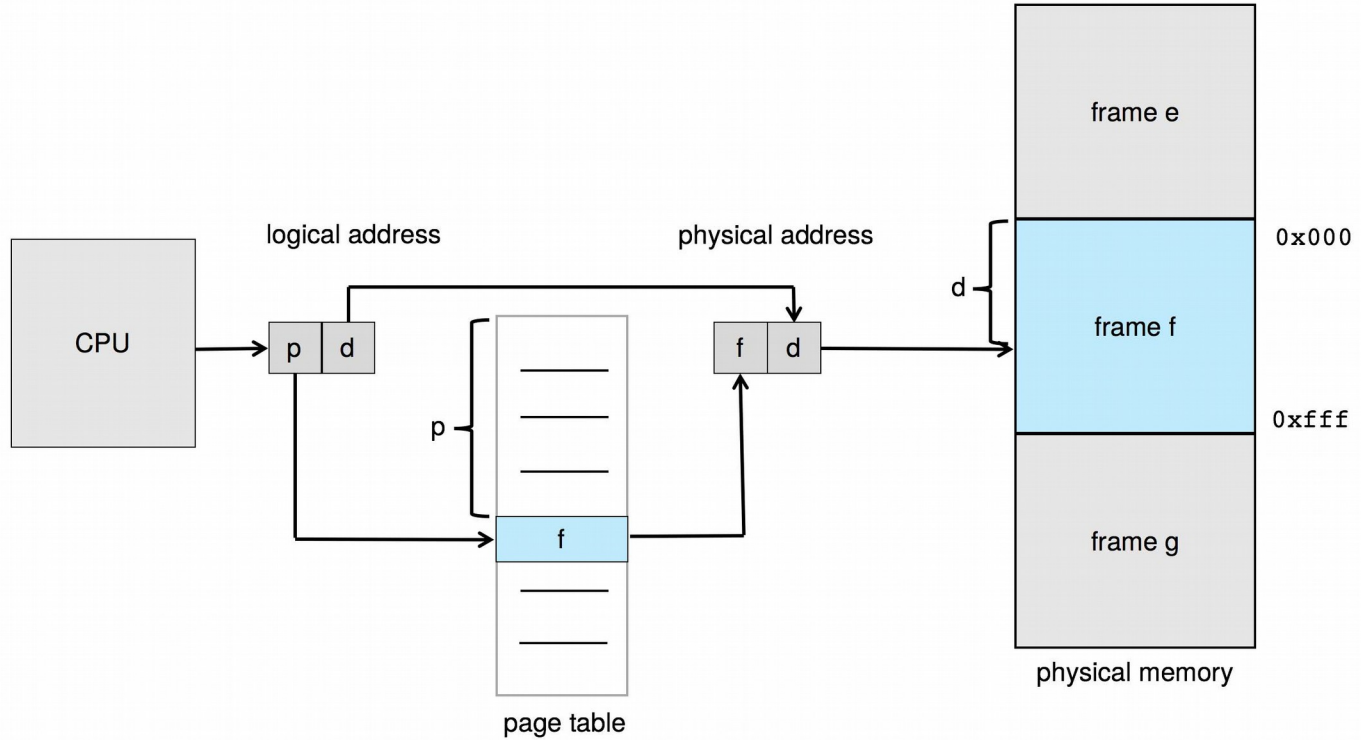 frame e
logical address
physical address
0x000
CPU
p
d
f
d
d
frame f
p
0xfff
f
frame g
physical memory
page table